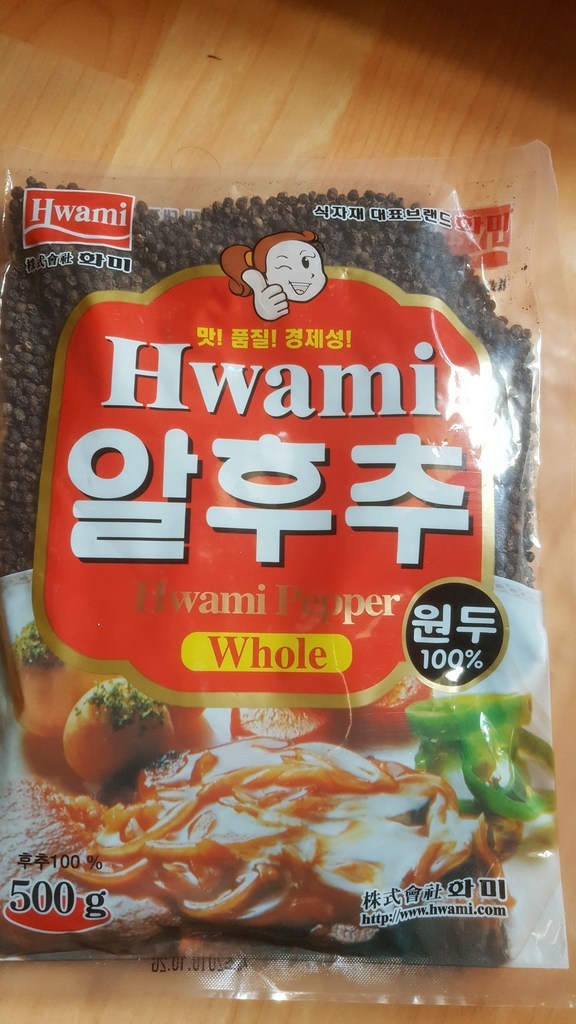 Hwami
株式會社 화미
식자재 대표브랜드 화미
맛! 품질! 경제성!
Hwami
알후추
Hwami Pepper
Whole
원두
100%
후추100 %
500 g
株式會社 화미
http://www.hwami.com